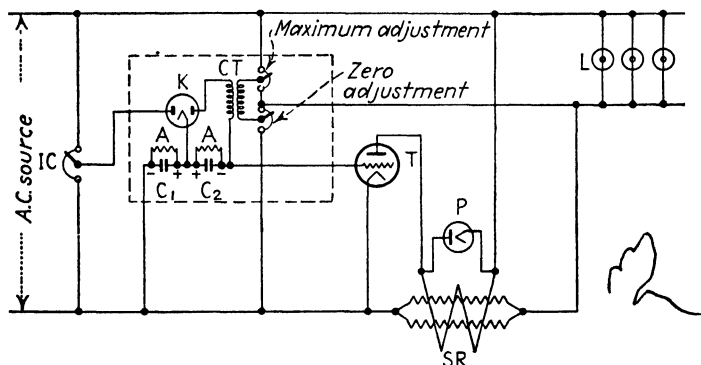 Maximum adjustment
Zero
adjustment
A.C. source
IC
K
CT
A
A
C₁
C₂
T
P
SR
L